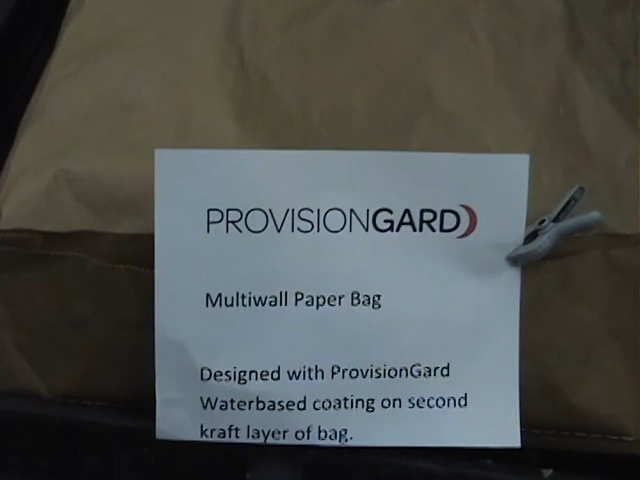 PROVISIONGARD
Multiwall Paper Bag
Designed with ProvisionGard
Waterbased coating on second
kraft layer of bag.